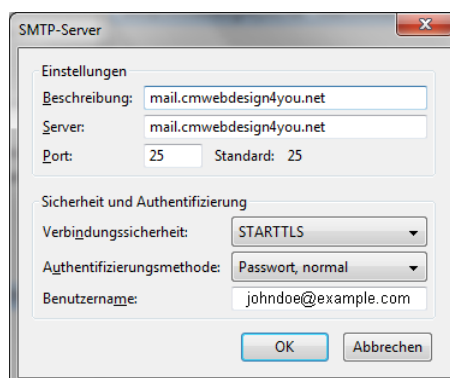 SMTP-Server
Einstellungen
Beschreibung: mail.cmwebdesign4you.net
Server: mail.cmwebdesign4you.net
Port: 25 Standard: 25
Sicherheit und Authentifizierung
Verbindungssicherheit: STARTTLS
Authentifizierungsmethode: Passwort, normal
Benutzername: johndoe@example.com
OK Abbrechen